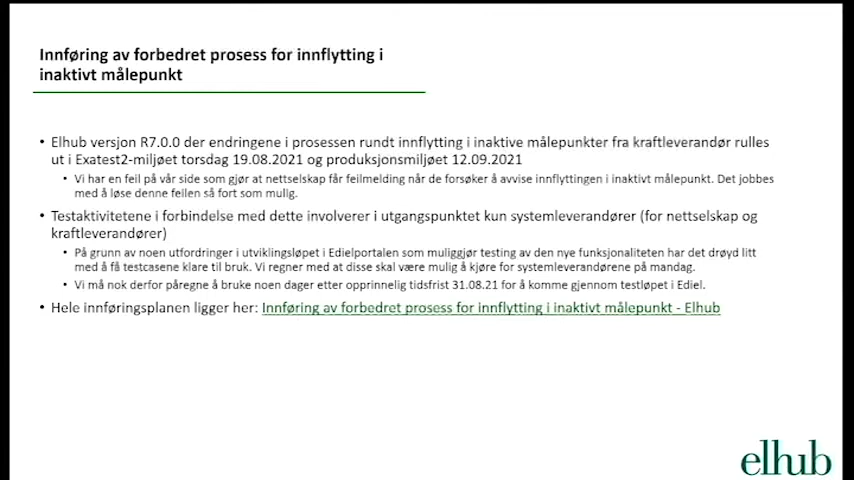 Innføring av forbedret prosess for innflytting i
inaktivt målepunkt
• Elhub versjon R7.0.0 der endringene i prosessen rundt innflytting i inaktive målepunkter fra kraftleverandør rulles
ut i Exatest2-miljøet torsdag 19.08.2021 og produksjonsmiljøet 12.09.2021
• Vi har en feil på vår side som gjør at nettselskap får feilmelding når de forsøker å avvise innflyttingen i inaktivt målepunkt. Det jobbes
med å løse denne feilen så fort som mulig.
• Testaktivitetene i forbindelse med dette involverer i utgangspunktet kun systemleverandører (for nettselskap og
kraftleverandører)
• På grunn av noen utfordringer i utviklingsløpet i Edielportalen som muliggjør testing av den nye funksjonaliteten har det drøyd litt
med å få testcasene klare til bruk. Vi regner med at disse skal være mulig å kjøre for systemleverandørene på mandag.
• Vi må nok derfor påregne å bruke noen dager etter opprinnelig tidsfrist 31.08.21 for å komme gjennom testløpet i Ediel.
• Hele innføringsplanen ligger her: Innføring av forbedret prosess for innflytting i inaktivt målepunkt - Elhub
elhub